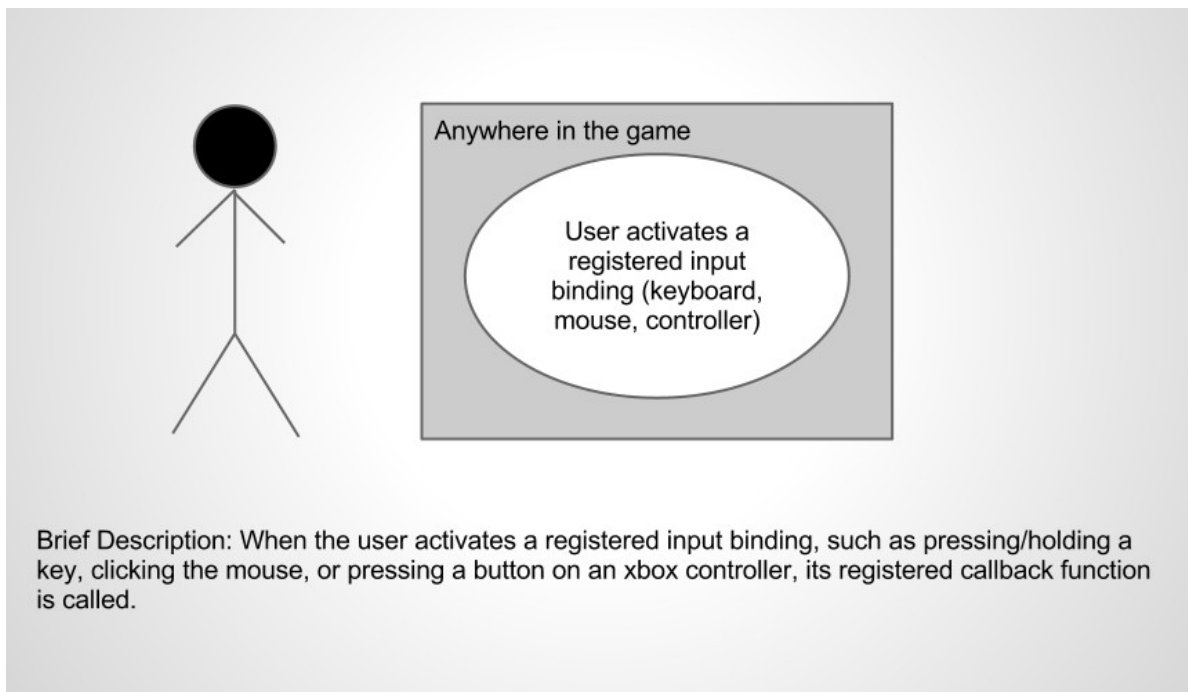 Anywhere in the game
User activates a
registered input
binding (keyboard,
mouse, controller)
Brief Description: When the user activates a registered input binding, such as pressing/holding a
key, clicking the mouse, or pressing a button on an xbox controller, its registered callback function
is called.